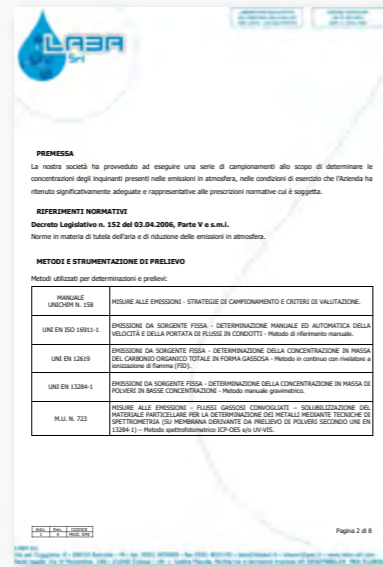 LABA
Srl
PREMESSA
La nostra società ha provveduto ad eseguire una serie di campionamenti allo scopo di determinare le
concentrazioni degli inquinanti presenti nelle emissioni in atmosfera, nelle condizioni di esercizio che l'Azienda ha
ritenuto significativamente adeguate e rappresentative alle prescrizioni normative cui è soggetta.
RIFERIMENTI NORMATIVI
Decreto Legislativo n. 152 del 03.04.2006, Parte V e s.m.i.
Norme in materia di tutela dell'aria e di riduzione delle emissioni in atmosfera.
METODI E STRUMENTAZIONE DI PRELIEVO
Metodi utilizzati per determinazioni e prelievi:
MANUALE
UNICHIM N. 158
MISURE ALLE EMISSIONI - STRATEGIE DI CAMPIONAMENTO E CRITERI DI VALUTAZIONE.
UNI EN ISO 16911-1
EMISSIONI DA SORGENTE FISSA - DETERMINAZIONE MANUALE ED AUTOMATICA DELLA
VELOCITÀ E DELLA PORTATA DI FLUSSI IN CONDOTTI - Metodo di riferimento manuale.
UNI EN 12619
EMISSIONI DA SORGENTE FISSA - DETERMINAZIONE DELLA CONCENTRAZIONE IN MASSA
DEL CARBONIO ORGANICO TOTALE IN FORMA GASSOSA - Metodo in continuo con rivelatore a
ionizzazione di fiamma (FID).
UNI EN 13284-1
EMISSIONI DA SORGENTE FISSA - DETERMINAZIONE DELLA CONCENTRAZIONE IN MASSA DI
POLVERI IN BASSE CONCENTRAZIONI - Metodo manuale gravimetrico.
M.U. N. 723
MISURE ALLE EMISSIONI - FLUSSI GASSOSI CONVOGLIATI – SOLUBILIZZAZIONE DEL
MATERIALE PARTICELLARE PER LA DETERMINAZIONE DEI METALLI MEDIANTE TECNICHE DI
SPETTROMETRIA (SU MEMBRANA DERIVANTE DA PRELIEVO DI POLVERI SECONDO UNI EN
13284-1) – Metodo spettrofotometrico ICP-OES e/o UV-VIS.
Pagina 2 di 8